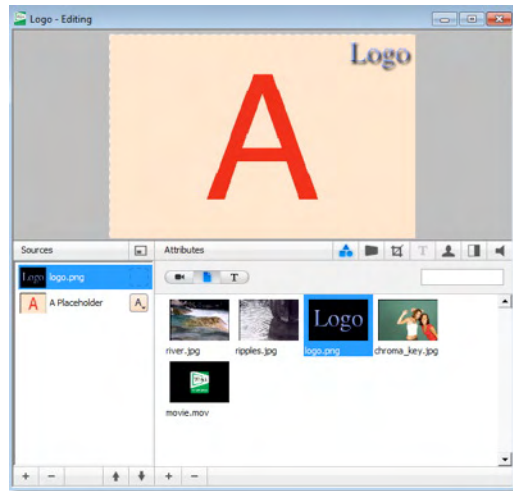 Logo - Editing
Logo
A
Sources
Attributes
T
Logo logo.png
T
A A Placeholder A
Logo
river.jpg ripples.jpg logo.png chroma_key.jpg
movie.mov